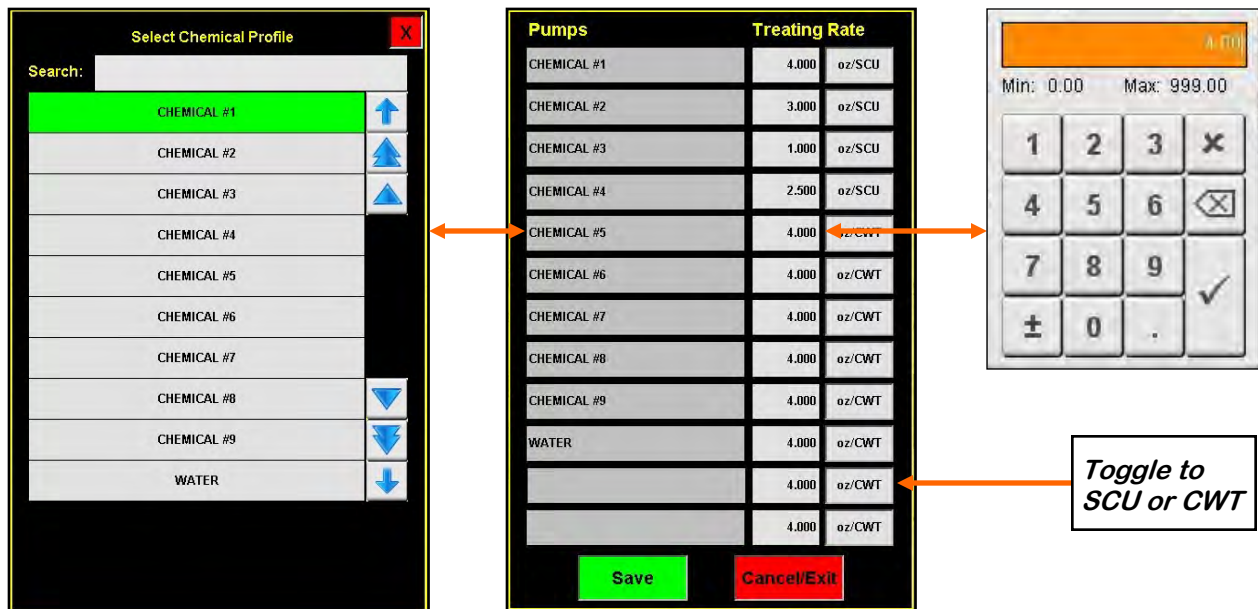 Select Chemical Profile
X
Search:
CHEMICAL #1
CHEMICAL #2
CHEMICAL #3
CHEMICAL #4
CHEMICAL #5
CHEMICAL #6
CHEMICAL #7
CHEMICAL #8
CHEMICAL #9
WATER
Pumps Treating Rate
CHEMICAL #1 4.000 oz/SCU
CHEMICAL #2 3.000 oz/SCU
CHEMICAL #3 1.000 oz/SCU
CHEMICAL #4 2.500 oz/SCU
CHEMICAL #5 4.000 oz/CWT
CHEMICAL #6 4.000 oz/CWT
CHEMICAL #7 4.000 oz/CWT
CHEMICAL #8 4.000 oz/CWT
CHEMICAL #9 4.000 oz/CWT
WATER 4.000 oz/CWT
4.000 oz/CWT
4.000 oz/CWT
Save Cancel/Exit
4.00
Min: 0.00 Max: 999.00
1 2 3
4 5 6
7 8 9
± 0 .
Toggle to
SCU or CWT